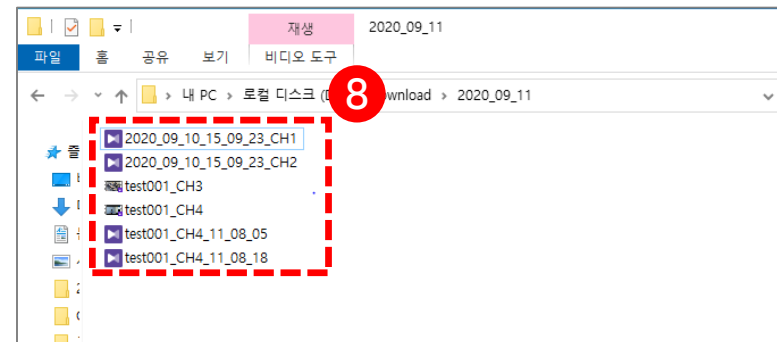 재생 2020_09_11
파일 홈 공유 보기 비디오 도구
내 PC › 로컬 디스크 (D 8 wnload › 2020_09_11
2020_09_10_15_09_23_CH1
2020_09_10_15_09_23_CH2
test001_CH3
test001_CH4
test001_CH4_11_08_05
test001_CH4_11_08_18